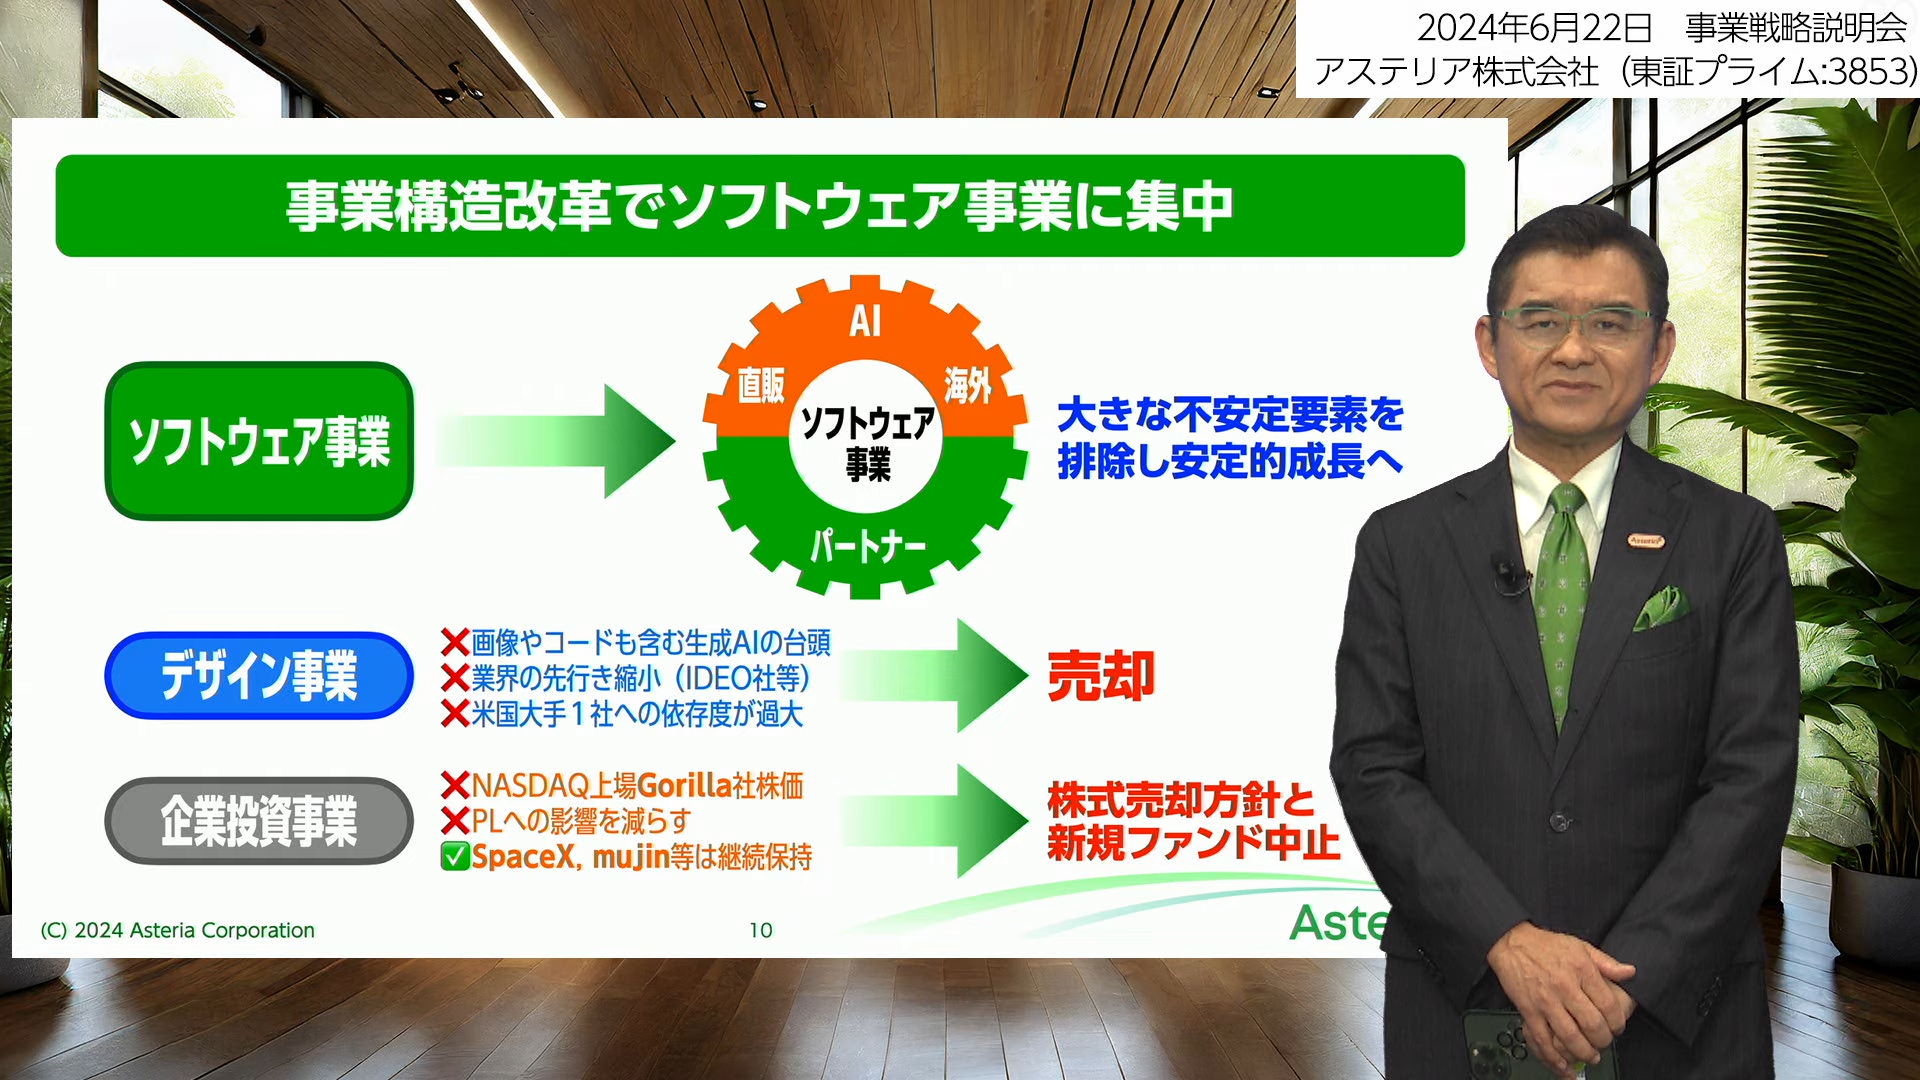 2024年6月22日　事業戦略説明会
アステリア株式会社（東証プライム:3853)
事業構造改革でソフトウェア事業に集中
ソフトウェア事業
AI
直販
海外
ソフトウェア
事業
パートナー
大きな不安定要素を
排除し安定的成長へ
デザイン事業
❌画像やコードも含む生成AIの台頭
❌業界の先行き縮小（IDEO社等）
❌米国大手１社への依存度が過大
売却
企業投資事業
❌NASDAQ上場Gorilla社株価
❌PLへの影響を減らす
✅SpaceX, mujin等は継続保持
株式売却方針と
新規ファンド中止
(C) 2024 Asteria Corporation
10
Aste
Asteria